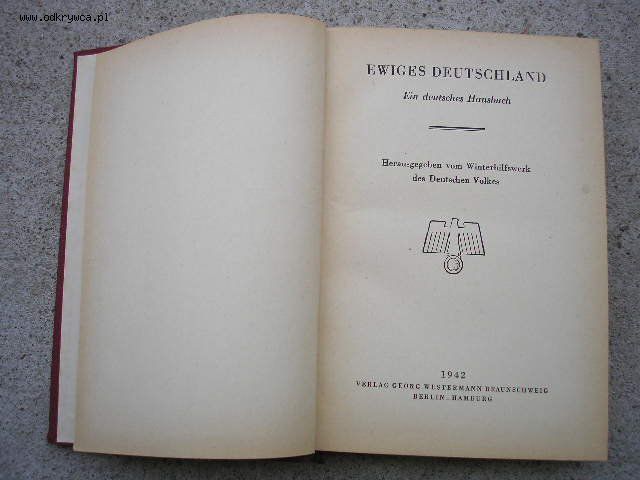 www.odkrywca.pl
EWIGES DEUTSCHLAND
Ein deutsches Hausbuch
Herausgegeben vom Winterhilfswerk
des Deutschen Volkes
1942
VERLAG GEORG WESTERMANN BRAUNSCHWEIG
BERLIN · HAMBURG